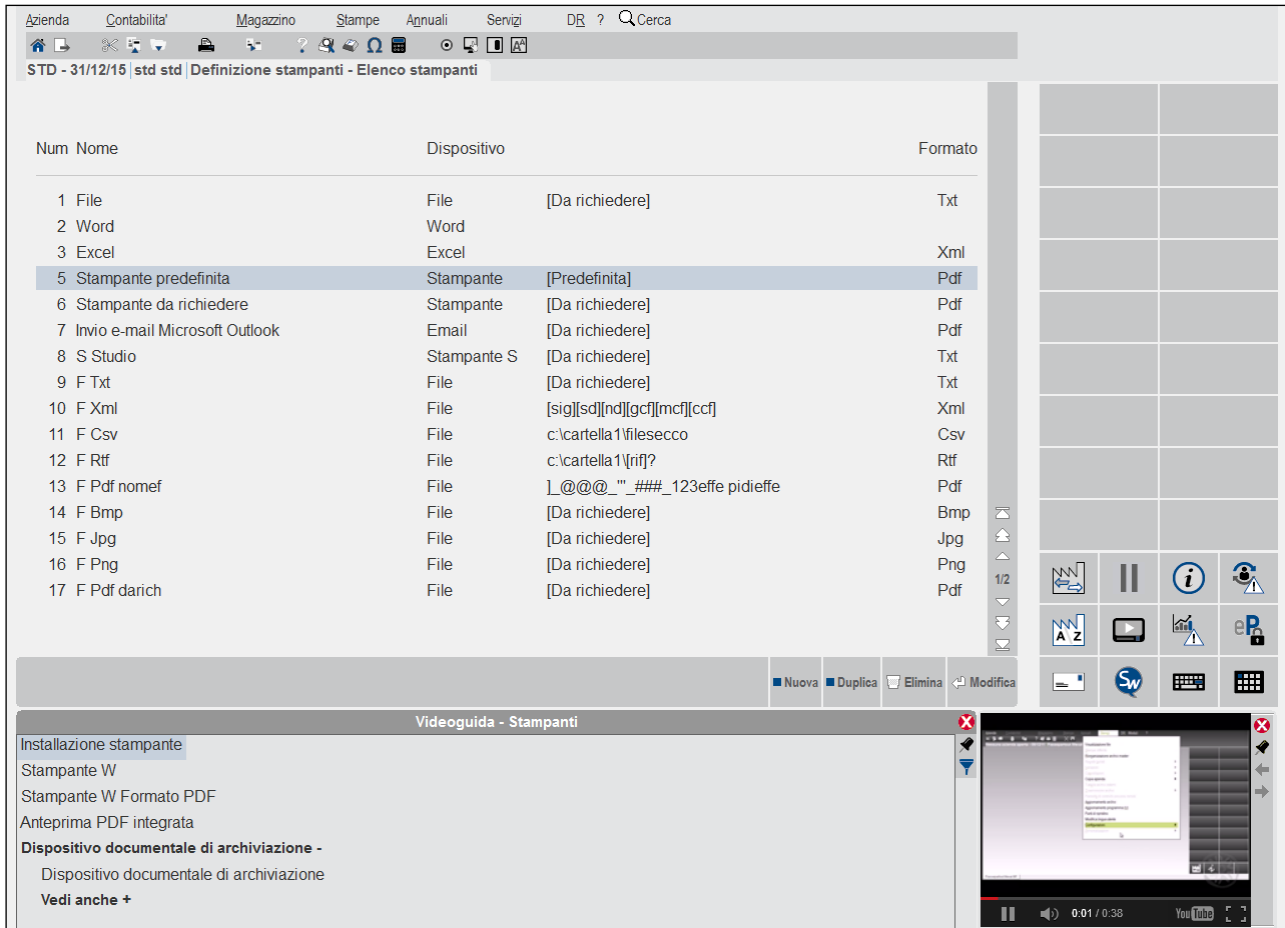 Azienda Contabilita' Magazzino Stampe Annuali Servizi DR ? Cerca
STD - 31/12/15 std std Definizione stampanti - Elenco stampanti
Num Nome Dispositivo Formato
1 File File [Da richiedere] Txt
2 Word Word
3 Excel Excel Xml
5 Stampante predefinita Stampante [Predefinita] Pdf
6 Stampante da richiedere Stampante [Da richiedere] Pdf
7 Invio e-mail Microsoft Outlook Email [Da richiedere] Pdf
8 S Studio Stampante S [Da richiedere] Txt
9 F Txt File [Da richiedere] Txt
10 F Xml File [sig][sd][nd][gcf][mcf][ccf] Xml
11 F Csv File c:\cartella1\filesecco Csv
12 F Rtf File c:\cartella1\[rif]? Rtf
13 F Pdf nomef File ]_@@@_'"_###_123effe pidieffe Pdf
14 F Bmp File [Da richiedere] Bmp
15 F Jpg File [Da richiedere] Jpg
16 F Png File [Da richiedere] Png
17 F Pdf darich File [Da richiedere] Pdf
1/2
A Z
eP
Sw
Nuova Duplica Elimina Modifica
Videoguida - Stampanti
Installazione stampante
Stampante W
Stampante W Formato PDF
Anteprima PDF integrata
Dispositivo documentale di archiviazione -
Dispositivo documentale di archiviazione
Vedi anche +
0:01 / 0:38 YouTube